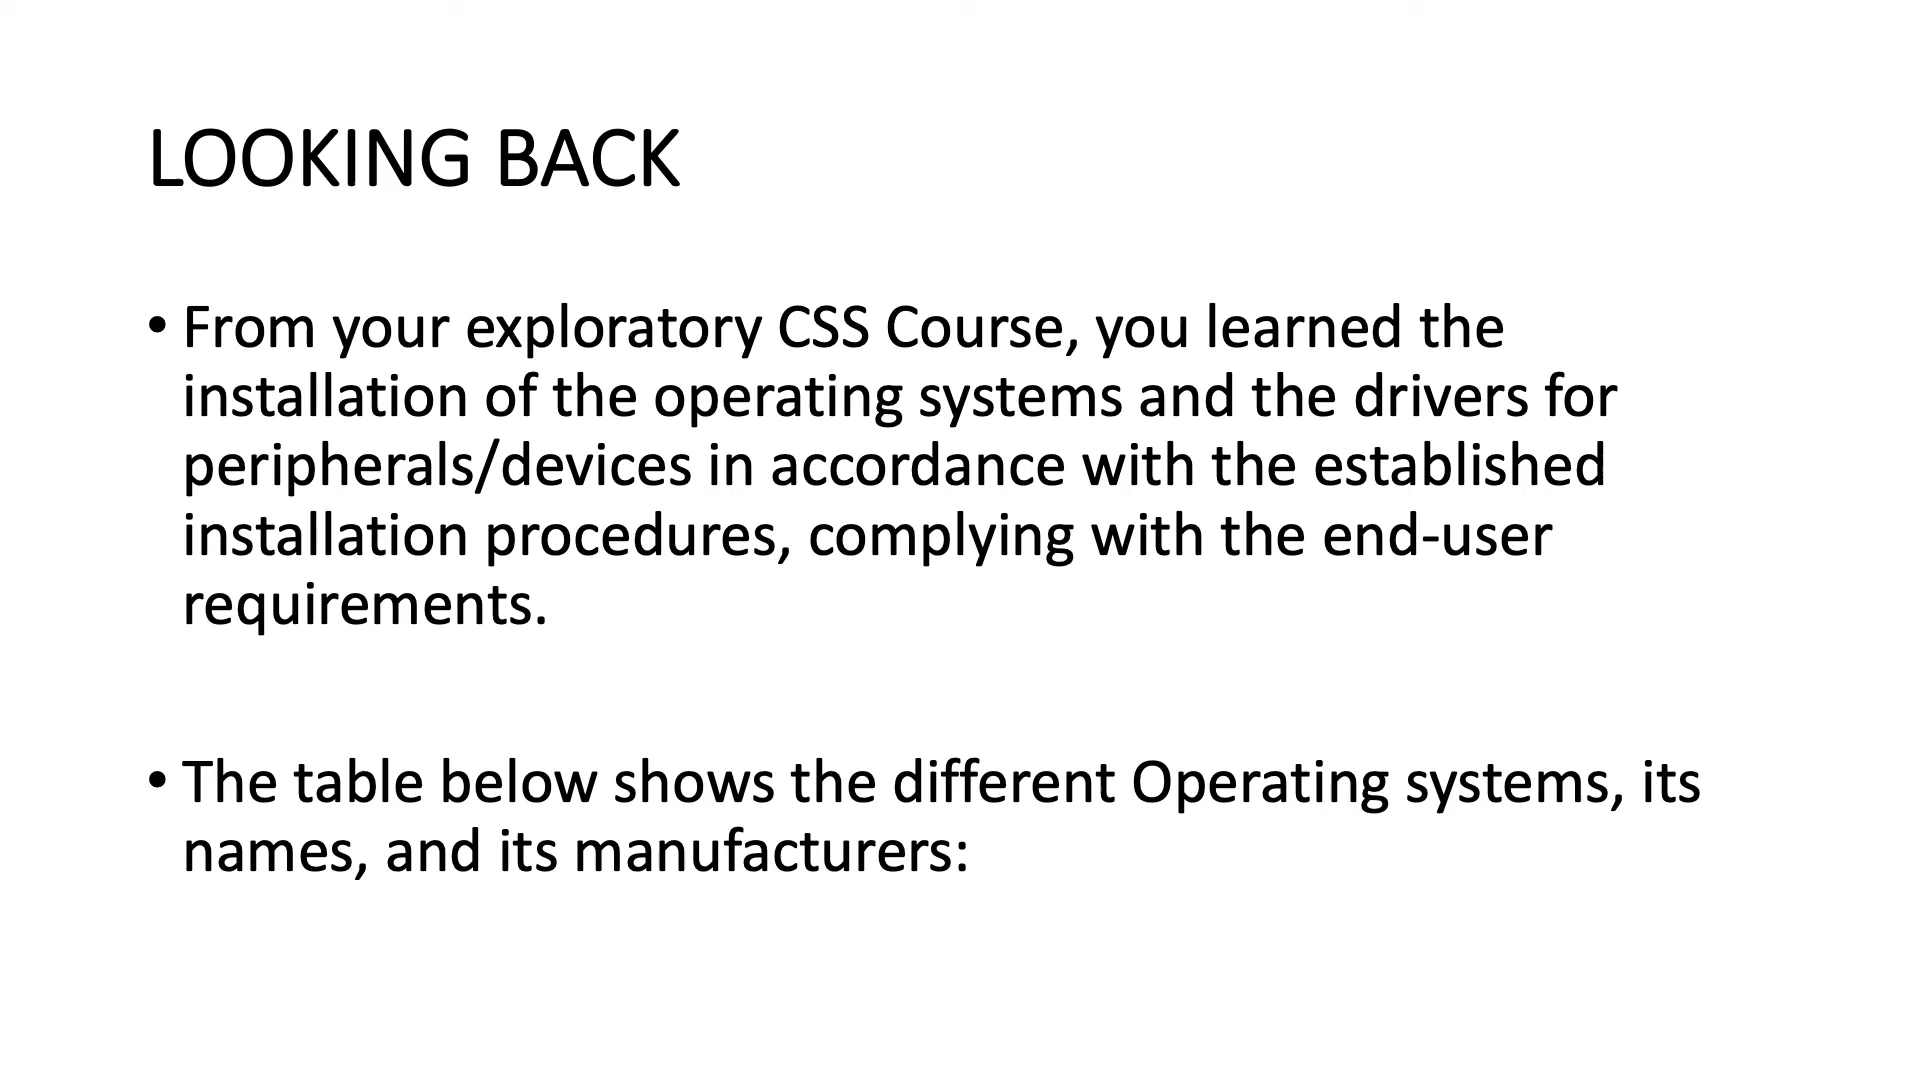 LOOKING BACK
• From your exploratory CSS Course, you learned the
installation of the operating systems and the drivers for
peripherals/devices in accordance with the established
installation procedures, complying with the end-user
requirements.
• The table below shows the different Operating systems, its
names, and its manufacturers: